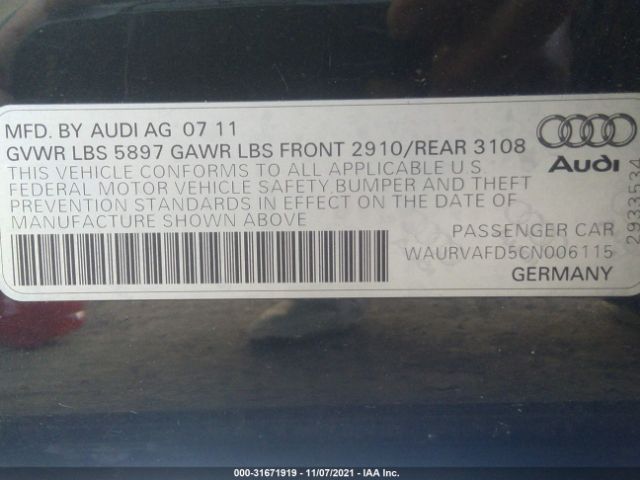 MFD. BY AUDI AG 07 11
GVWR LBS 5897 GAWR LBS FRONT 2910/REAR 3108
THIS VEHICLE CONFORMS TO ALL APPLICABLE U.S.
FEDERAL MOTOR VEHICLE SAFETY, BUMPER AND THEFT
PREVENTION STANDARDS IN EFFECT ON THE DATE OF
MANUFACTURE SHOWN ABOVE
Audi
2933534
PASSENGER CAR
WAURVAFD5CN006115
GERMANY
000-31671919 - 11/07/2021 - IAA Inc.